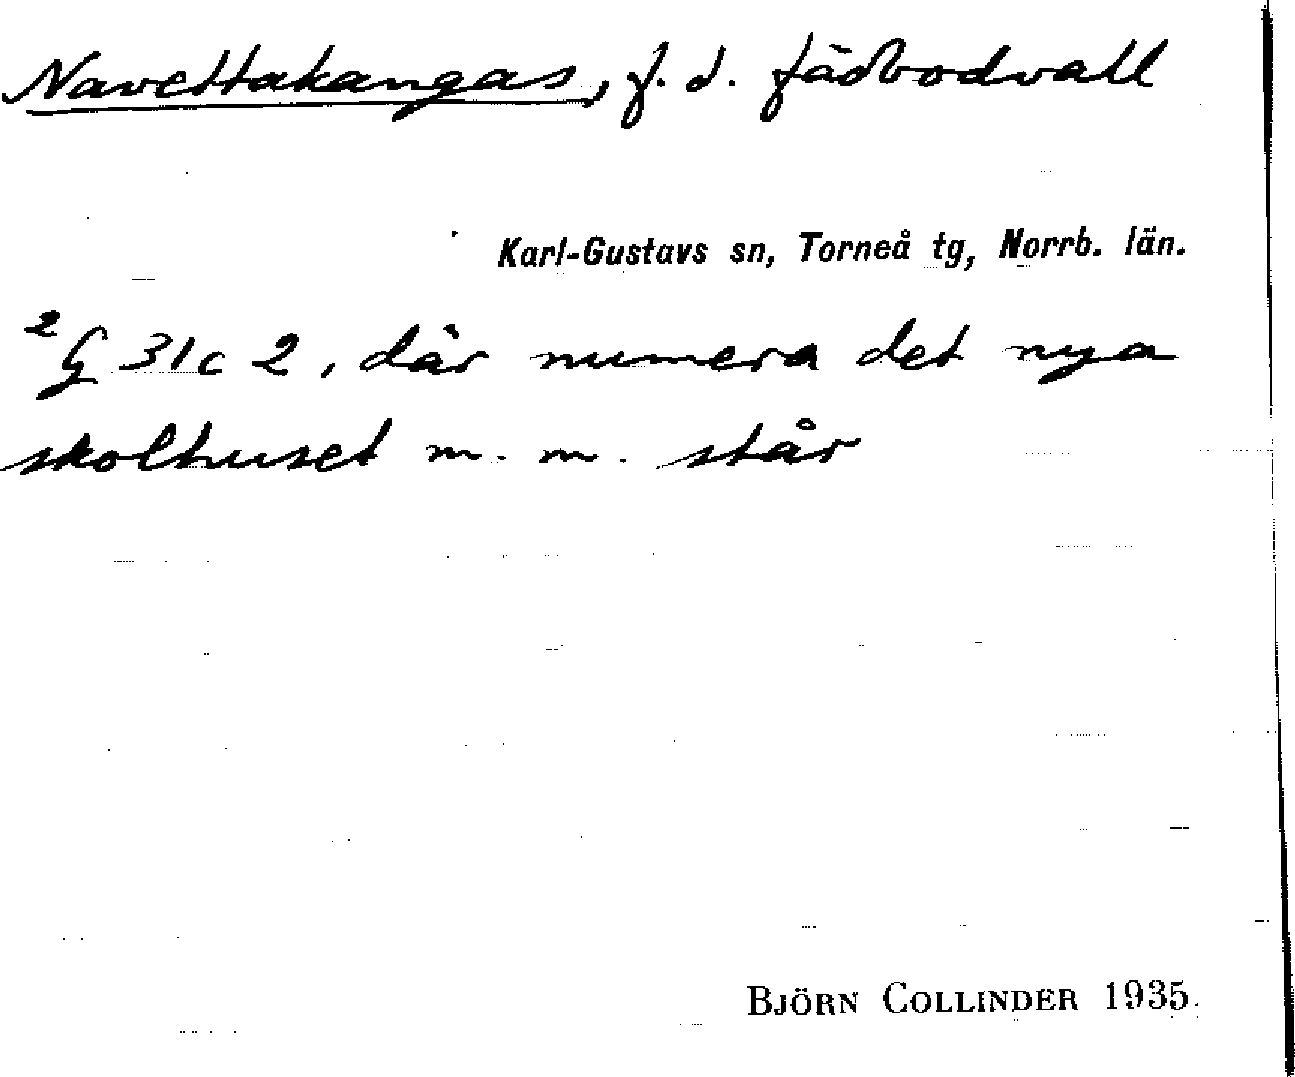 Navettakangas, f. d. fäbodvall
Karl-Gustavs sn, Torneå tg, Norrb. län.
²G 31c 2, där numera det nya
skolhuset m. m. står
BJÖRN COLLINDER 1935.